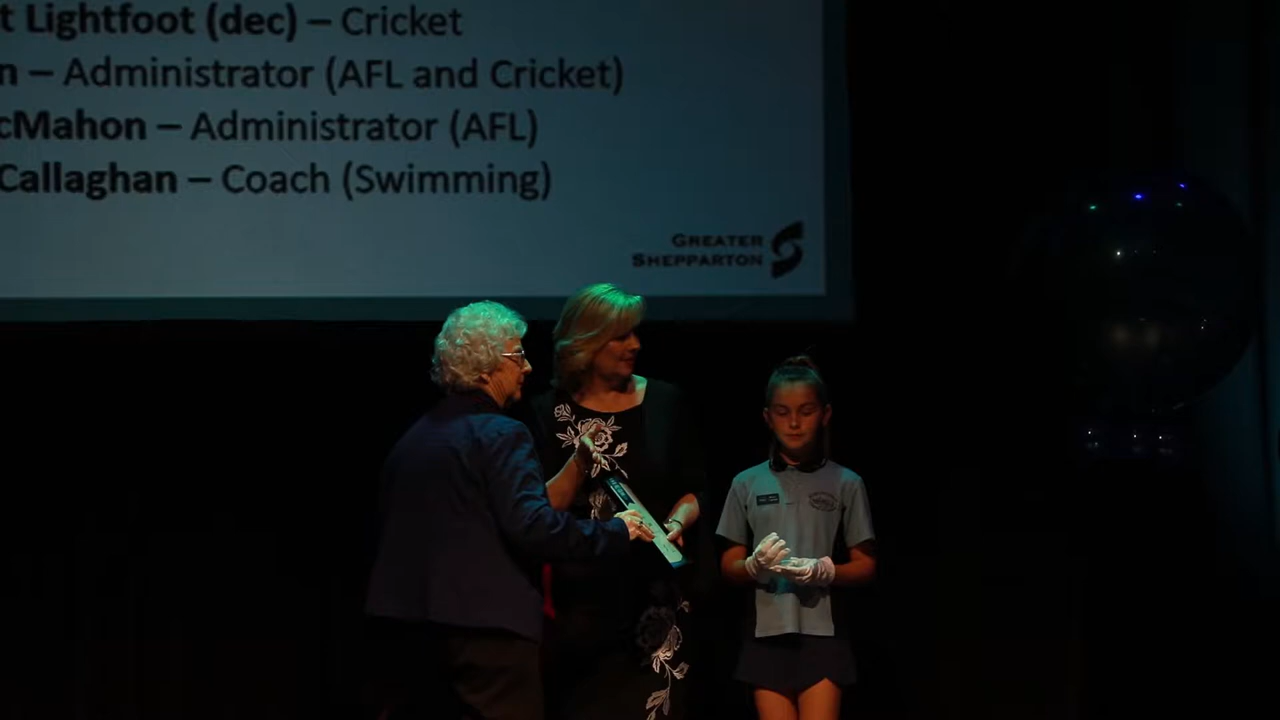 t Lightfoot (dec) – Cricket
n – Administrator (AFL and Cricket)
cMahon – Administrator (AFL)
Callaghan – Coach (Swimming)
GREATER
SHEPPARTON